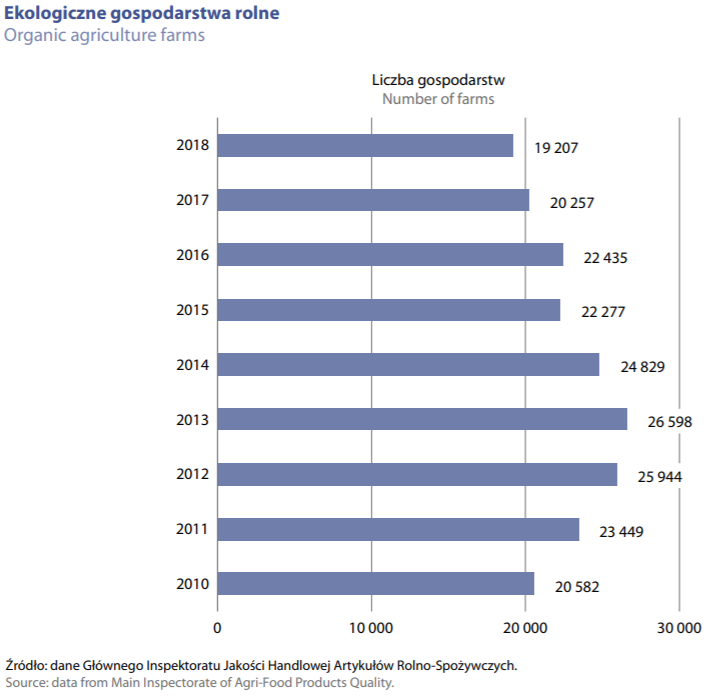 Ekologiczne gospodarstwa rolne
Organic agriculture farms
Liczba gospodarstw
Number of farms
2018 19 207
2017 20 257
2016 22 435
2015 22 277
2014 24 829
2013 26 598
2012 25 944
2011 23 449
2010 20 582
0 10 000 20 000 30 000
Źródło: dane Głównego Inspektoratu Jakości Handlowej Artykułów Rolno-Spożywczych.
Source: data from Main Inspectorate of Agri-Food Products Quality.